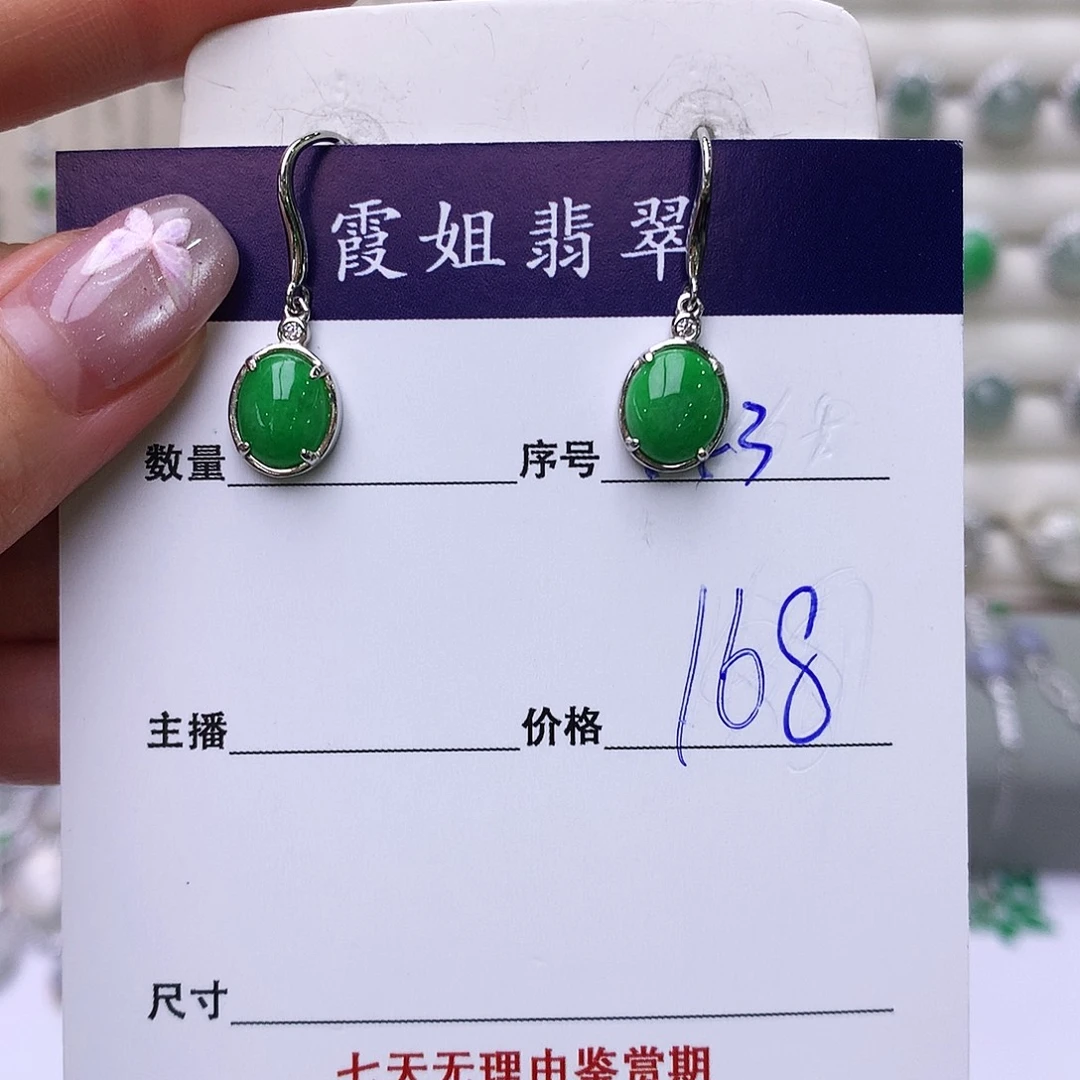 霞姐翡翠
数量 序号 3
168
主播 价格
尺寸
七天无理由鉴赏期